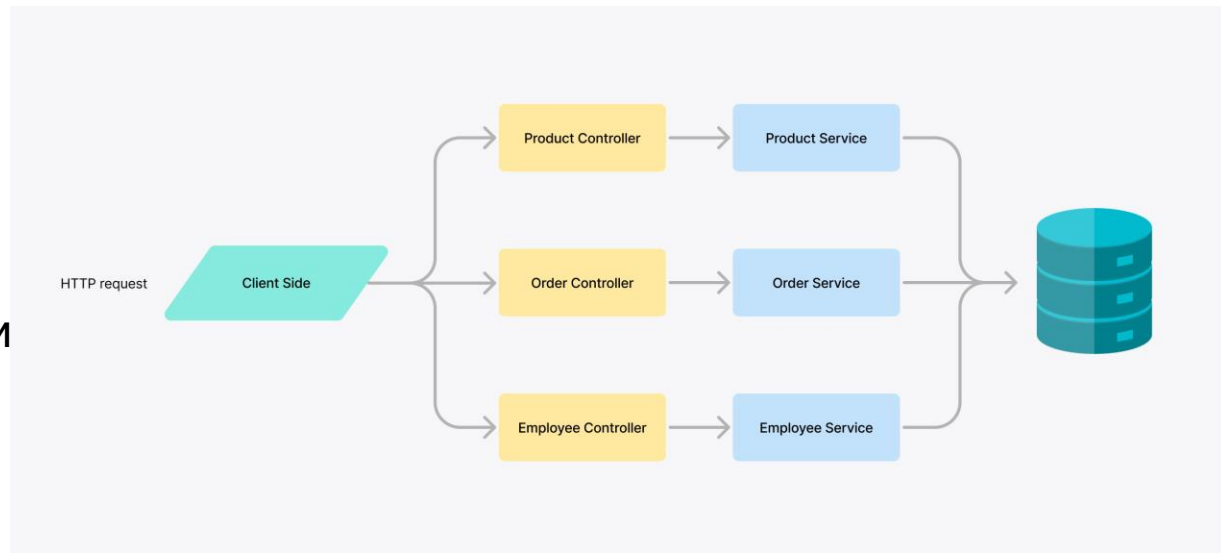 Product Controller
Product Service
HTTP request
Client Side
Order Controller
Order Service
и
Employee Controller
Employee Service